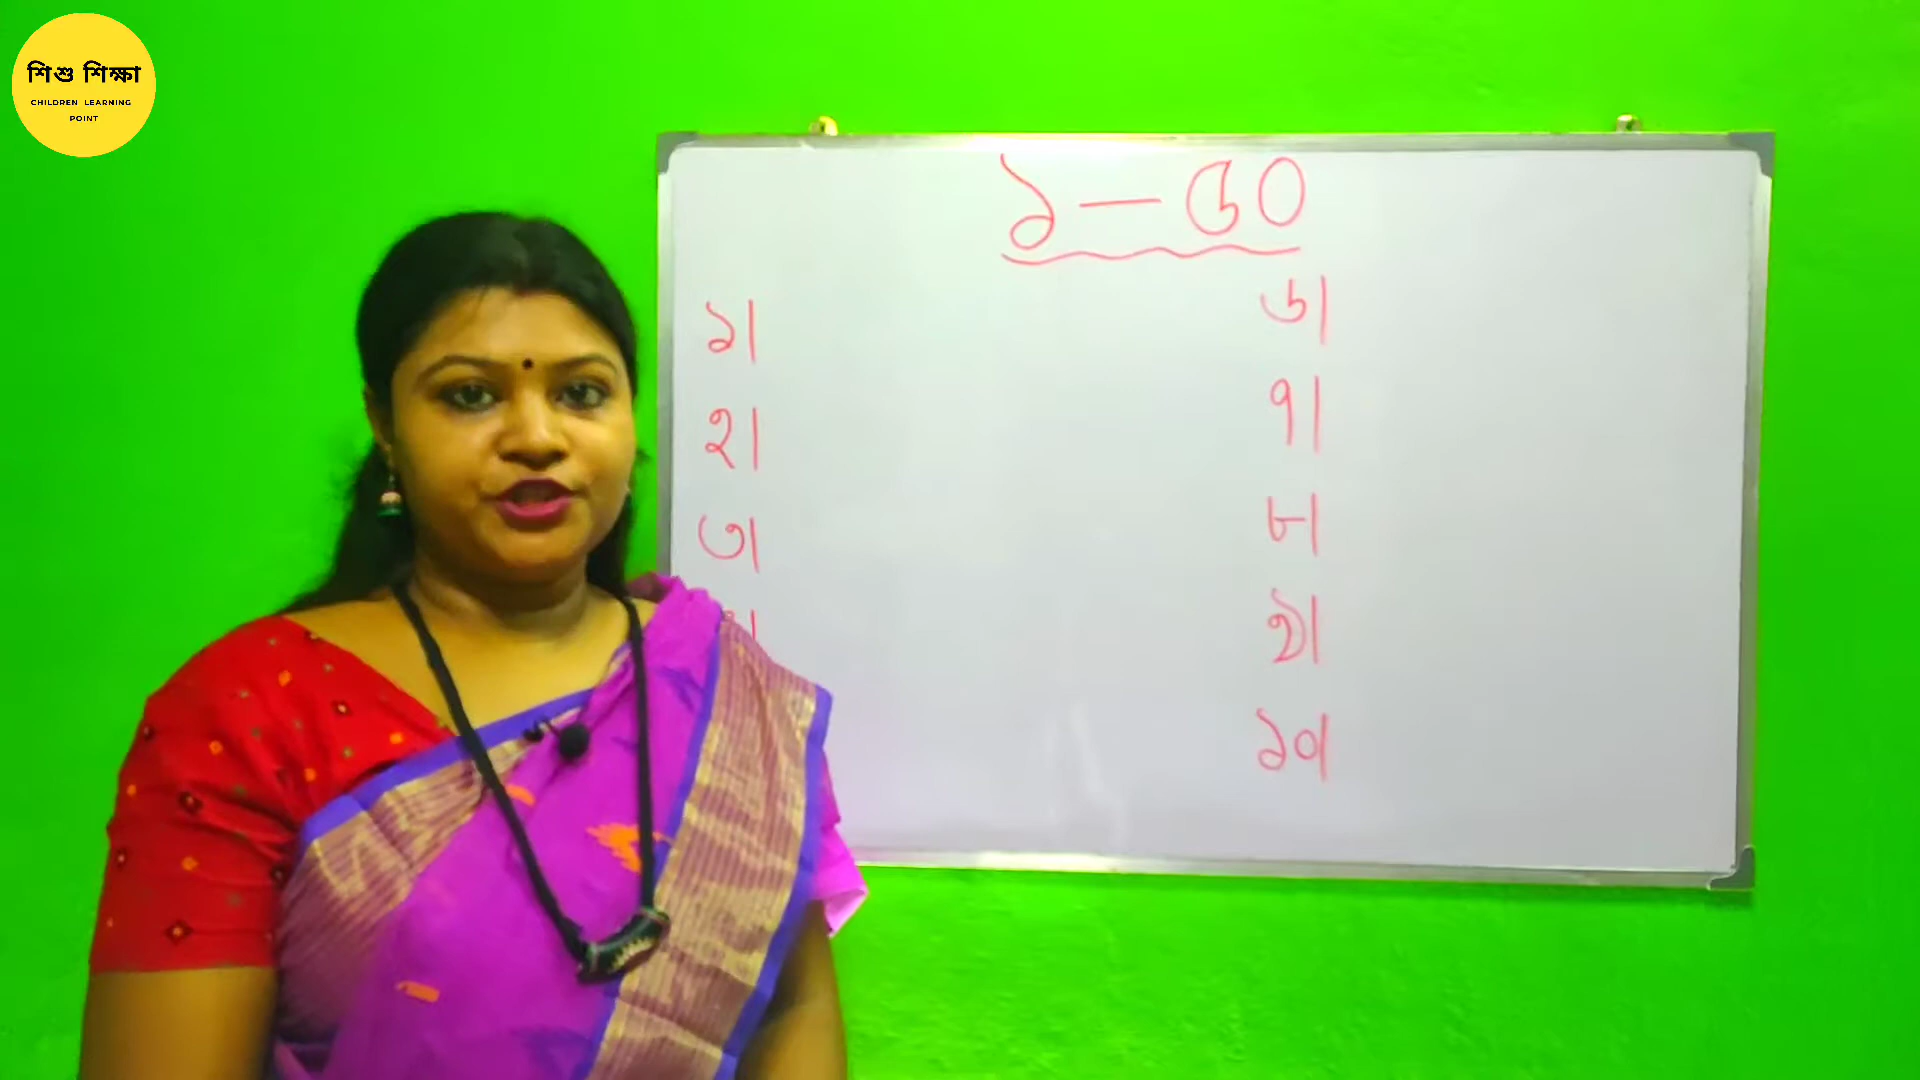 শিশু শিক্ষা
CHILDREN LEARNING
POINT
১ — ৫০
১।
২।
৩।
৬।
৭।
৮।
৯।
১০।